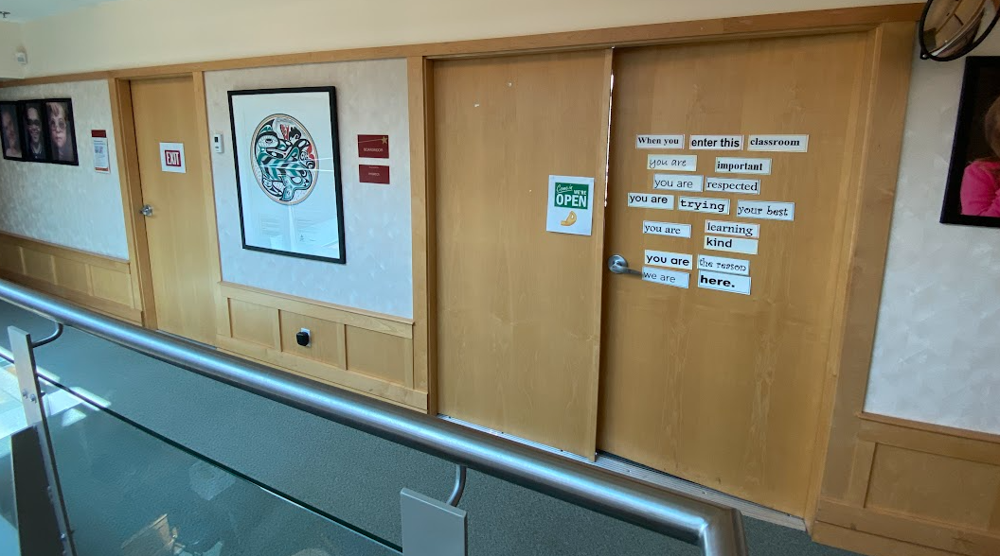 EXIT
BOARDROOM
Come in
WE'RE
OPEN
When you enter this classroom
you are important
you are respected
you are trying your best
you are learning
kind
you are the reason
we are here.